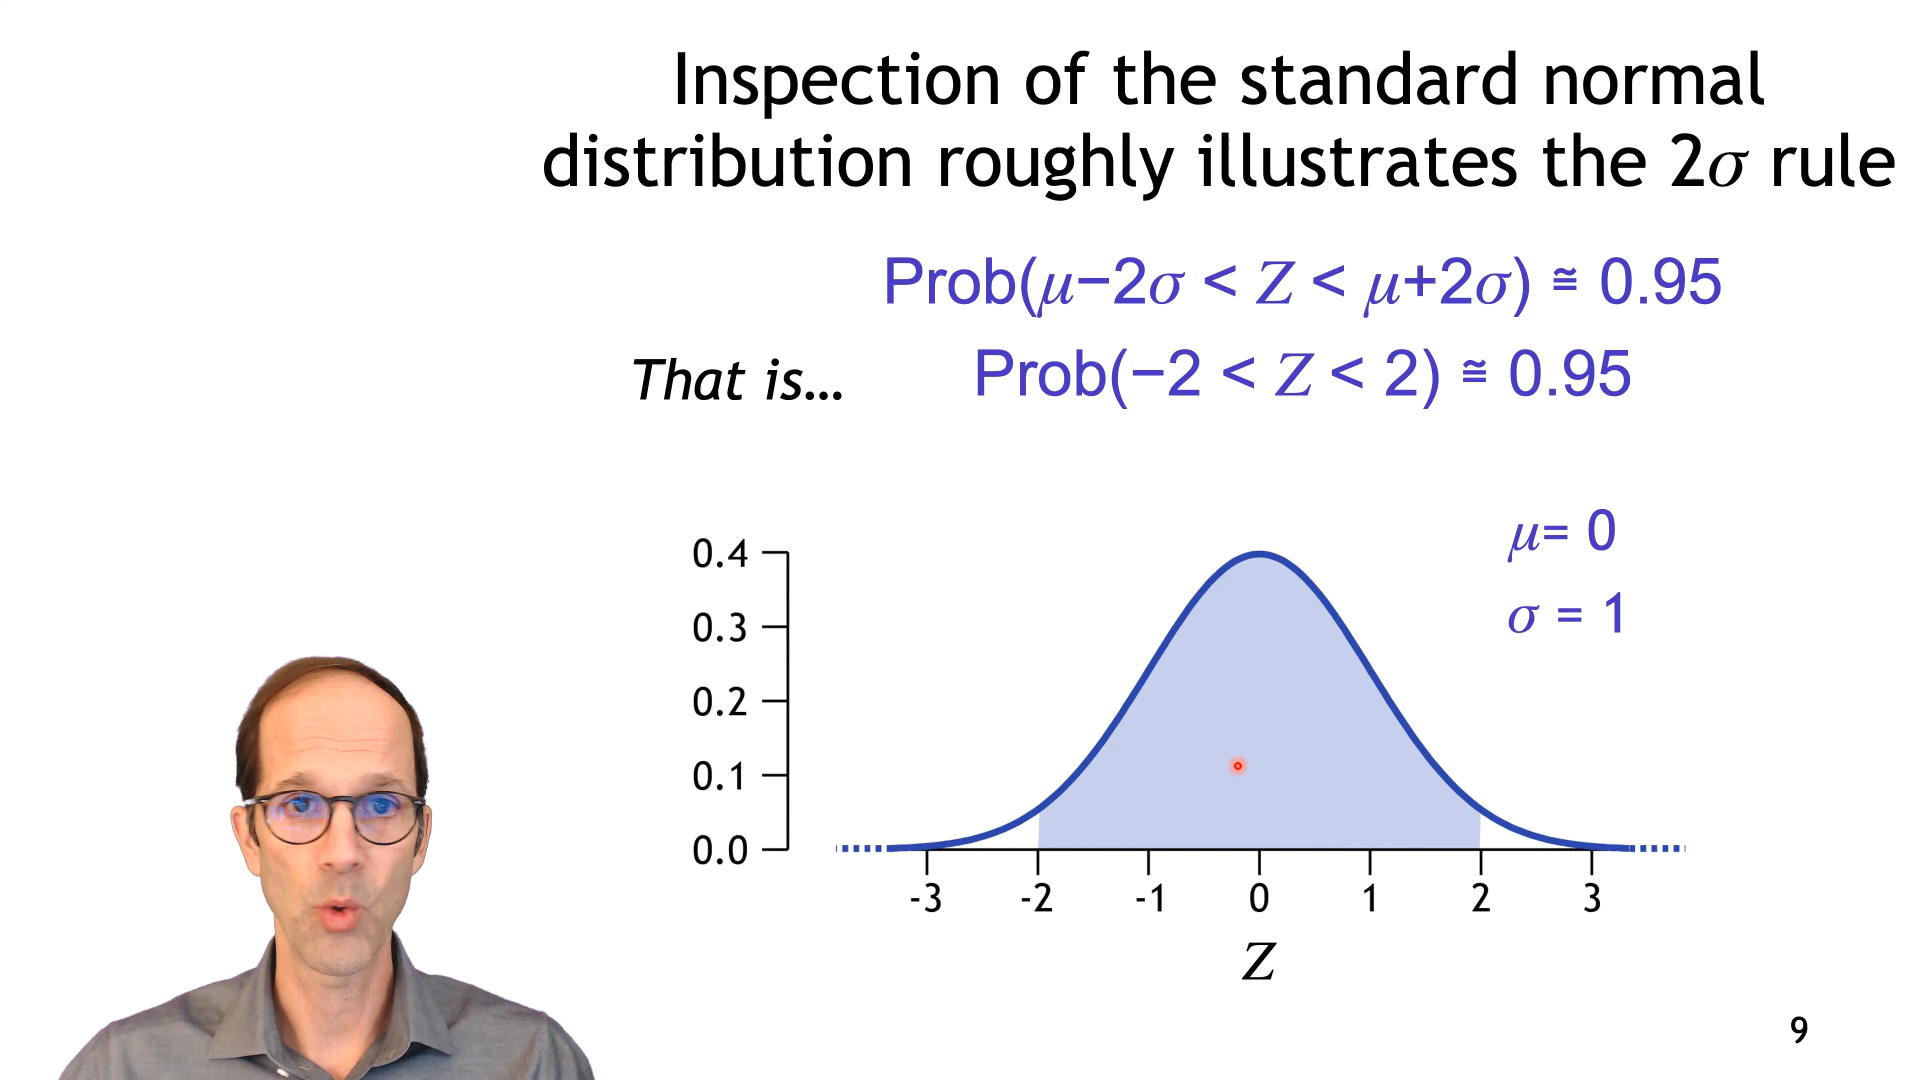 Inspection of the standard normal
distribution roughly illustrates the 2σ rule
Prob(μ−2σ < Z < μ+2σ) ≅ 0.95
That is… Prob(−2 < Z < 2) ≅ 0.95
μ= 0
σ = 1
0.4
0.3
0.2
0.1
0.0
-3 -2 -1 0 1 2 3
Z
9